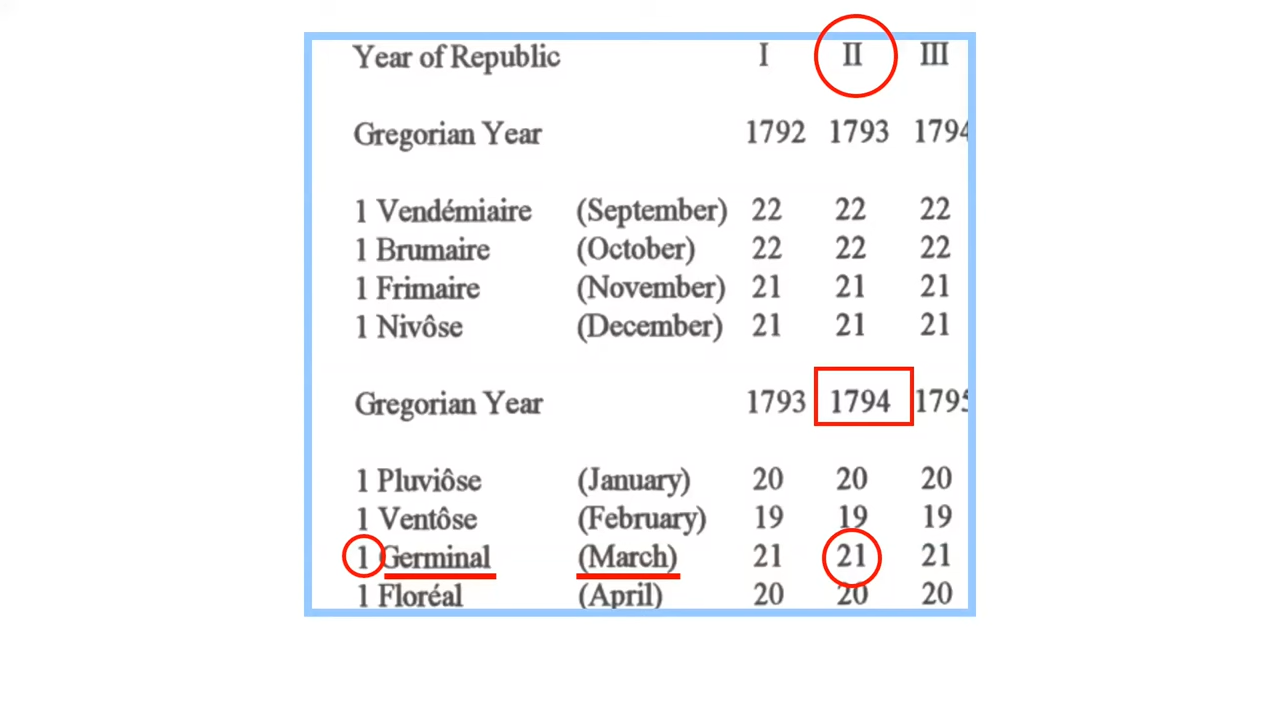 Year of Republic I II III
Gregorian Year 1792 1793 1794
1 Vendémiaire (September) 22 22 22
1 Brumaire (October) 22 22 22
1 Frimaire (November) 21 21 21
1 Nivôse (December) 21 21 21
Gregorian Year 1793 1794 1795
1 Pluviôse (January) 20 20 20
1 Ventôse (February) 19 19 19
1 Germinal (March) 21 21 21
1 Floréal (April) 20 20 20